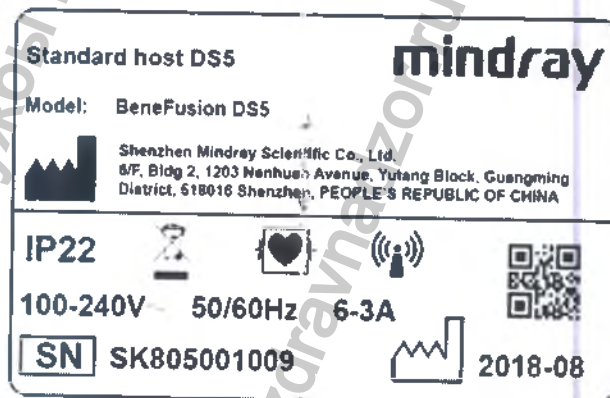 Standard host DS5
mindray
Model: BeneFusion DS5
Shenzhen Mindray Scientific Co., Ltd.
6/F, Bldg 2, 1203 Nanhuan Avenue, Yutang Block, Guangming
District, 518016 Shenzhen, PEOPLE'S REPUBLIC OF CHINA
IP22
100-240V 50/60Hz 6-3A
SN SK805001009
2018-08